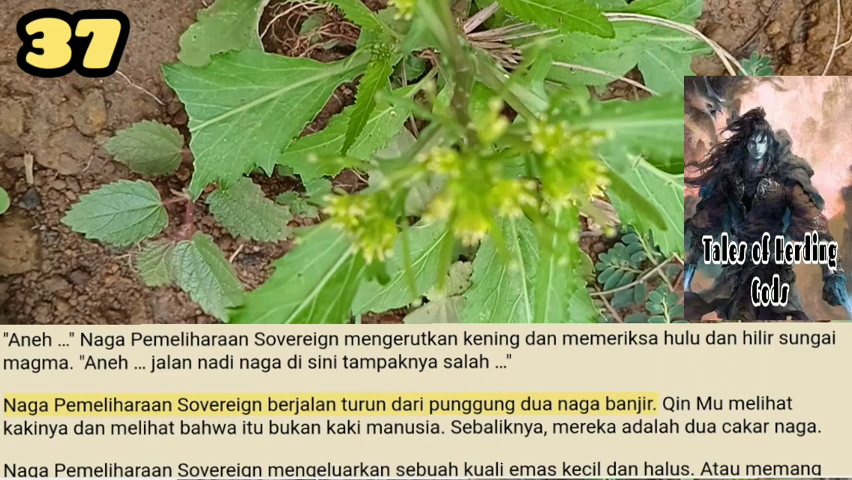 37
Tales of Herding
Gods
"Aneh ..." Naga Pemeliharaan Sovereign mengerutkan kening dan memeriksa hulu dan hilir sungai
magma. "Aneh ... jalan nadi naga di sini tampaknya salah ..."
Naga Pemeliharaan Sovereign berjalan turun dari punggung dua naga banjir. Qin Mu melihat
kakinya dan melihat bahwa itu bukan kaki manusia. Sebaliknya, mereka adalah dua cakar naga.
Naga Pemeliharaan Sovereign mengeluarkan sebuah kuali emas kecil dan halus. Atau memang